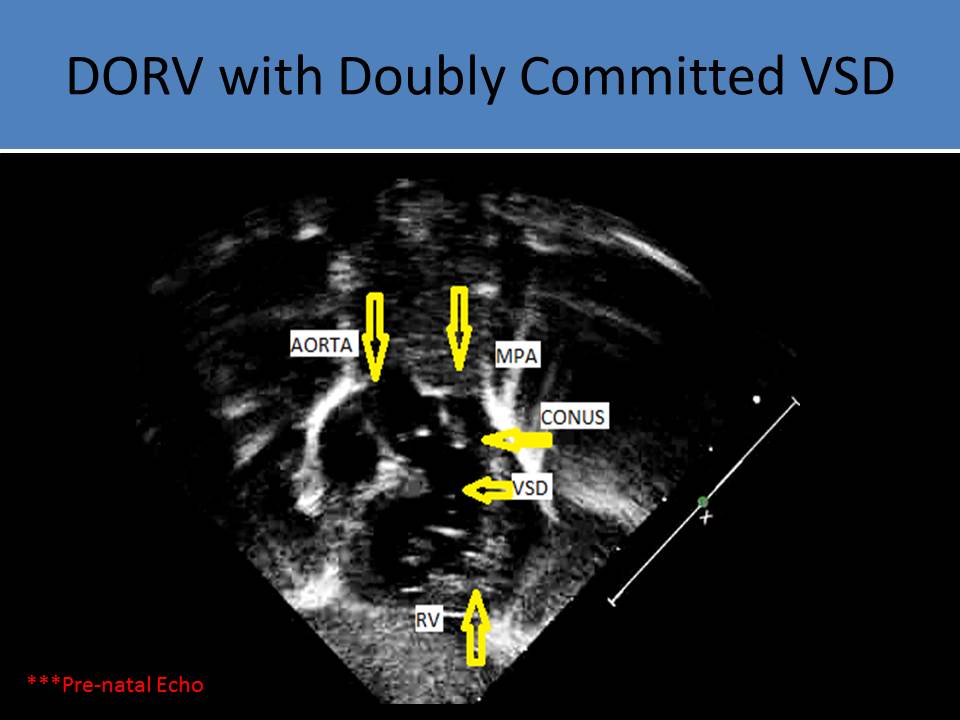 DORV with Doubly Committed VSD
AORTA
MPA
CONUS
VSD
RV
***Pre-natal Echo